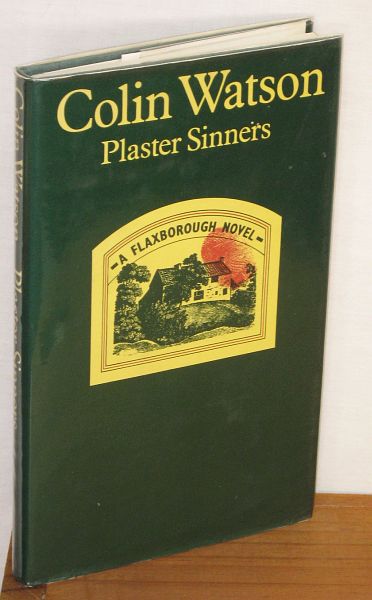 Colin Watson
Plaster Sinners
- A FLAXBOROUGH NOVEL -
Colin Watson Plaster Sinners